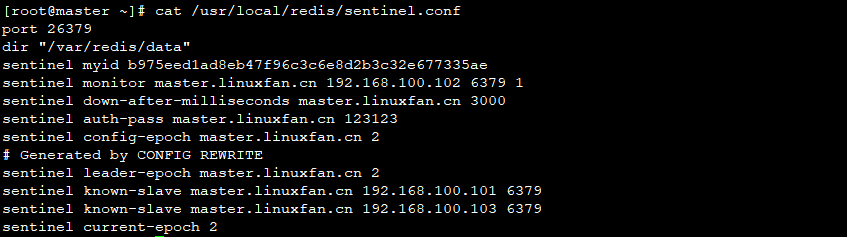 [root@master ~]# cat /usr/local/redis/sentinel.conf
port 26379
dir "/var/redis/data"
sentinel myid b975eed1ad8eb47f96c3c6e8d2b3c32e677335ae
sentinel monitor master.linuxfan.cn 192.168.100.102 6379 1
sentinel down-after-milliseconds master.linuxfan.cn 3000
sentinel auth-pass master.linuxfan.cn 123123
sentinel config-epoch master.linuxfan.cn 2
# Generated by CONFIG REWRITE
sentinel leader-epoch master.linuxfan.cn 2
sentinel known-slave master.linuxfan.cn 192.168.100.101 6379
sentinel known-slave master.linuxfan.cn 192.168.100.103 6379
sentinel current-epoch 2